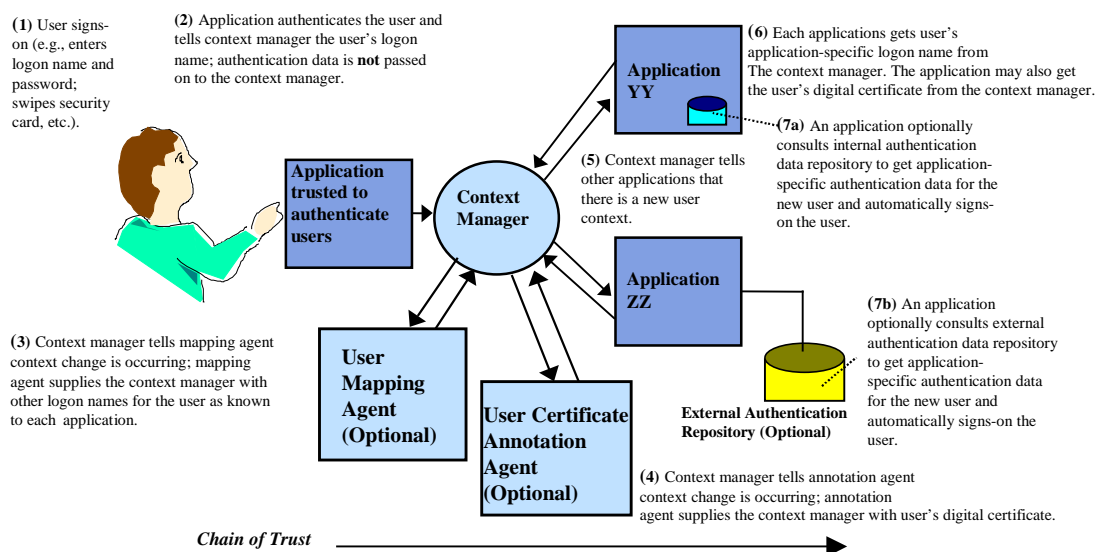 (1) User signs-
on (e.g., enters
logon name and
password;
swipes security
card, etc.).
(2) Application authenticates the user and
tells context manager the user's logon
name; authentication data is not passed
on to the context manager.
Application
trusted to
authenticate
users
Context
Manager
Application
YY
(6) Each applications gets user's
application-specific logon name from
The context manager. The application may also get
the user's digital certificate from the context manager.
(7a) An application optionally
consults internal authentication
data repository to get application-
specific authentication data for the
new user and automatically signs-
on the user.
(5) Context manager tells
other applications that
there is a new user
context.
Application
ZZ
(7b) An application
optionally consults external
authentication data repository
to get application-
specific authentication data
for the new user and
automatically signs-on the
user.
External Authentication
Repository (Optional)
(3) Context manager tells mapping agent
context change is occurring; mapping
agent supplies the context manager with
other logon names for the user as known
to each application.
User
Mapping
Agent
(Optional)
User Certificate
Annotation
Agent
(Optional)
(4) Context manager tells annotation agent
context change is occurring; annotation
agent supplies the context manager with user's digital certificate.
Chain of Trust